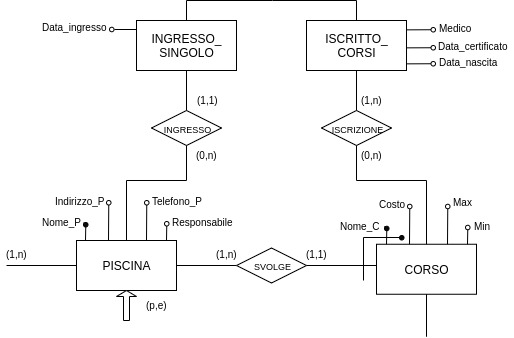 Data_ingresso
INGRESSO_
SINGOLO
ISCRITTO_
CORSI
Medico
Data_certificato
Data_nascita
(1,1)
(1,n)
INGRESSO
ISCRIZIONE
(0,n)
(0,n)
Indirizzo_P
Telefono_P
Nome_P
Responsabile
Costo
Max
Nome_C
Min
(1,n)
PISCINA
(1,n)
SVOLGE
(1,1)
CORSO
(p,e)